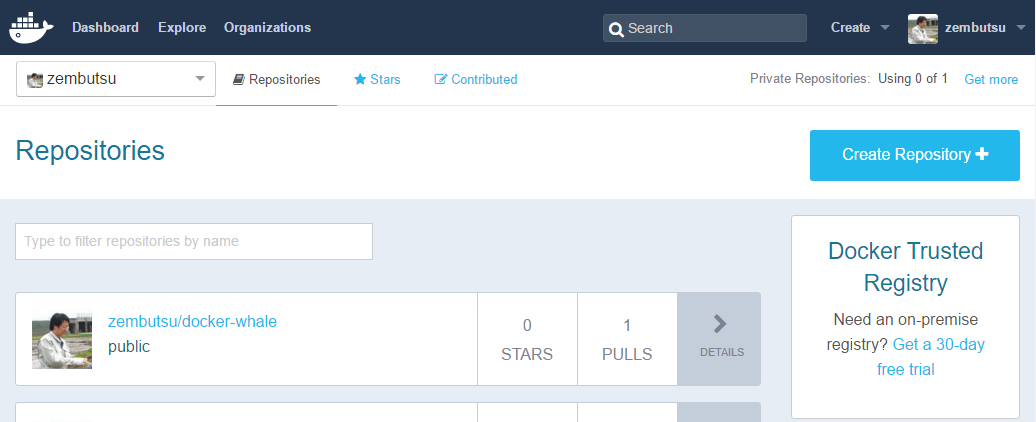 Dashboard Explore Organizations Search Create zembutsu
zembutsu Repositories Stars Contributed Private Repositories: Using 0 of 1 Get more
Repositories
Create Repository
Type to filter repositories by name
zembutsu/docker-whale
public
0
STARS
1
PULLS
DETAILS
Docker Trusted
Registry
Need an on-premise
registry? Get a 30-day
free trial